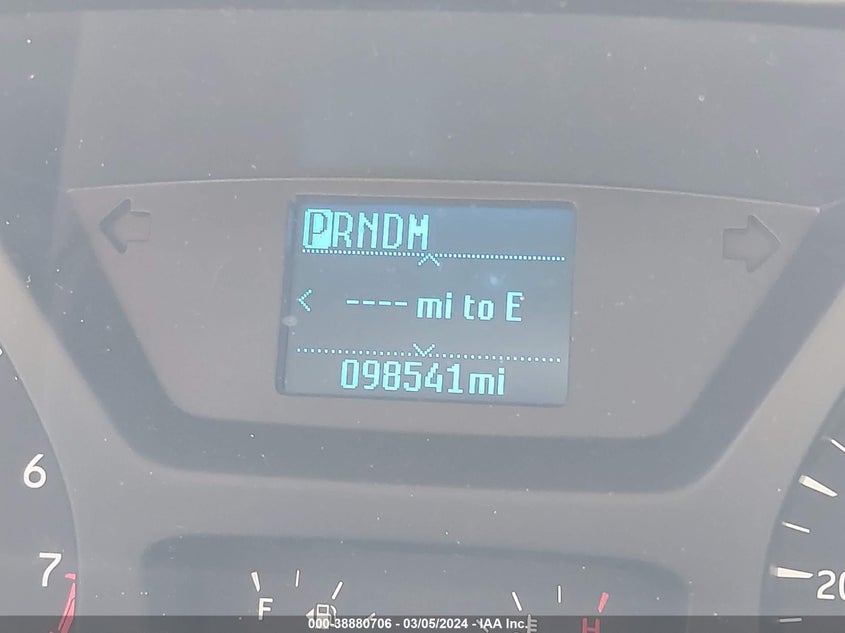 PRNDM
---- mi to E
098541mi
6
7
20
F
H
000-38880706 - 03/05/2024 - IAA Inc.